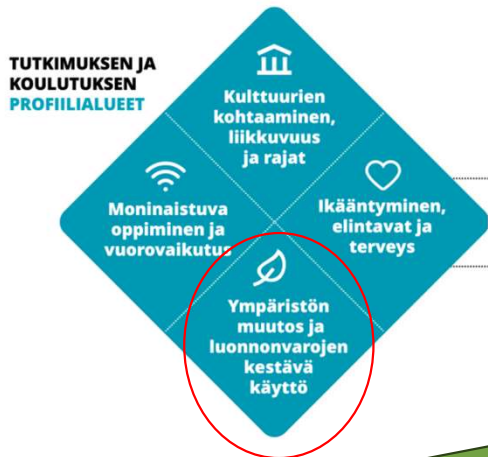 TUTKIMUKSEN JA
KOULUTUKSEN
PROFIILIALUEET
Kulttuurien
kohtaaminen,
liikkuvuus
ja rajat
Moninaistuva
oppiminen ja
vuorovaikutus
Ikääntyminen,
elintavat ja
terveys
Ympäristön
muutos ja
luonnonvarojen
kestävä
käyttö